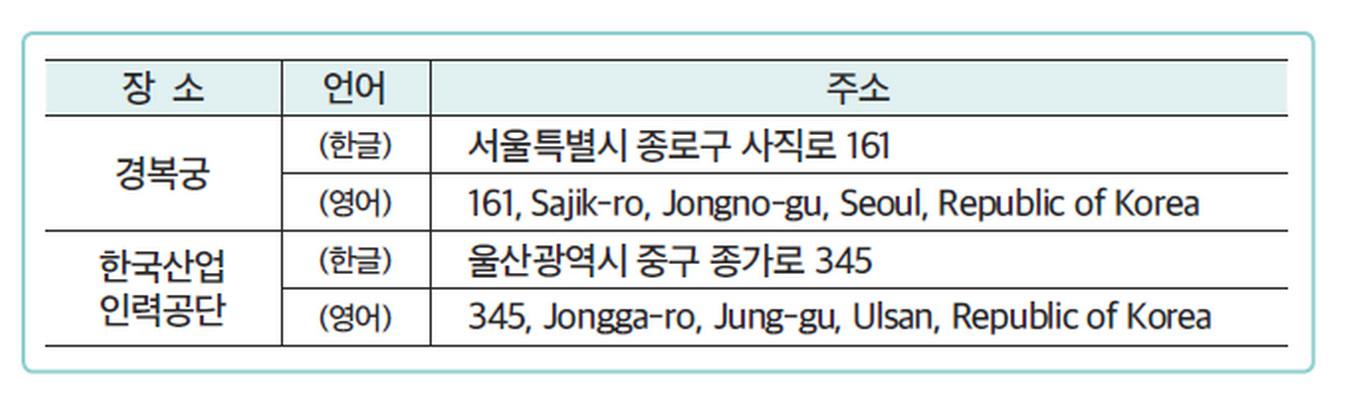 장 소 언어 주소
경복궁 (한글) 서울특별시 종로구 사직로 161
(영어) 161, Sajik-ro, Jongno-gu, Seoul, Republic of Korea
한국산업
인력공단
(한글) 울산광역시 중구 종가로 345
(영어) 345, Jongga-ro, Jung-gu, Ulsan, Republic of Korea